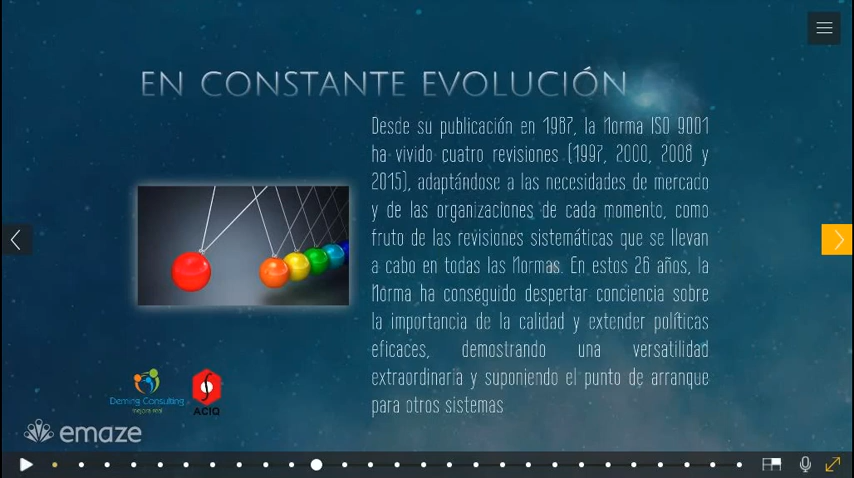 EN CONSTANTE EVOLUCIÓN
Desde su publicación en 1987, la Norma ISO 9001
ha vivido cuatro revisiones (1997, 2000, 2008 y
2015), adaptándose a las necesidades de mercado
y de las organizaciones de cada momento, como
fruto de las revisiones sistemáticas que se llevan
a cabo en todas las Normas. En estos 26 años, la
Norma ha conseguido despertar conciencia sobre
la importancia de la calidad y extender políticas
eficaces, demostrando una versatilidad
extraordinaria y suponiendo el punto de arranque
para otros sistemas
Deming Consulting
mejora real
ACIQ
emaze